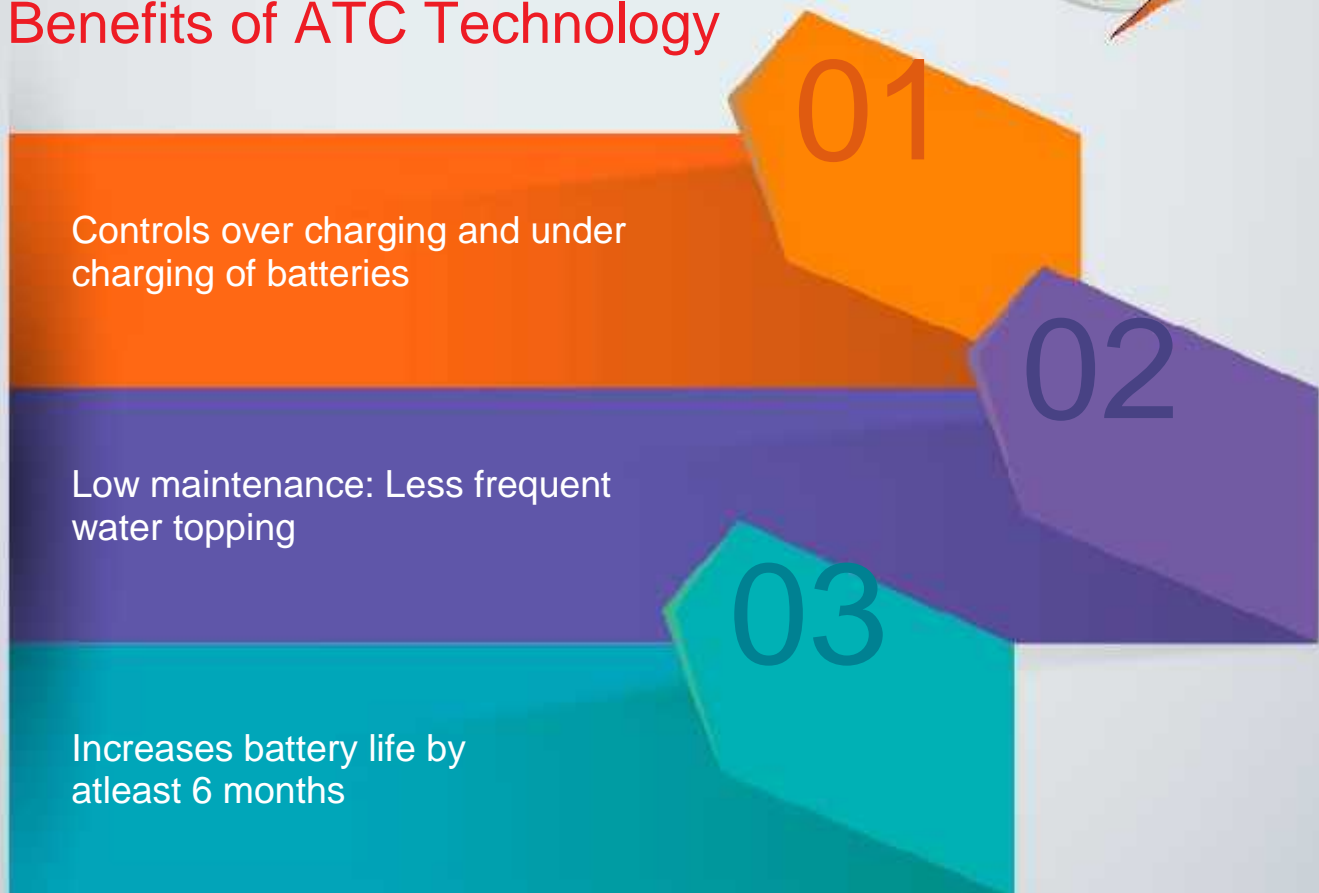 Benefits of ATC Technology
01
Controls over charging and under
charging of batteries
02
Low maintenance: Less frequent
water topping
03
Increases battery life by
atleast 6 months